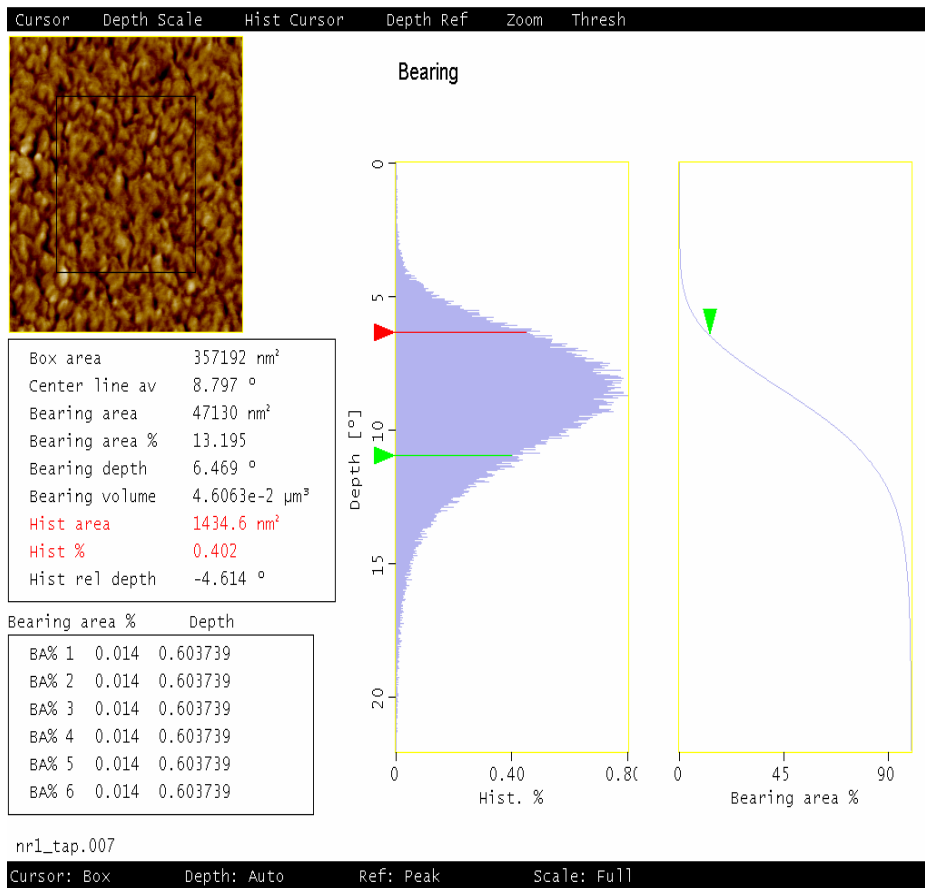 Cursor Depth Scale Hist Cursor Depth Ref Zoom Thresh
Bearing
Box area 357192 nm²
Center line av 8.797 º
Bearing area 47130 nm²
Bearing area % 13.195
Bearing depth 6.469 º
Bearing volume 4.6063e-2 µm³
Hist area 1434.6 nm²
Hist % 0.402
Hist rel depth -4.614 º
Bearing area % Depth
BA% 1 0.014 0.603739
BA% 2 0.014 0.603739
BA% 3 0.014 0.603739
BA% 4 0.014 0.603739
BA% 5 0.014 0.603739
BA% 6 0.014 0.603739
nr1_tap.007
0
5
10
15
20
Depth [º]
0 0.40 0.80
Hist. %
0 45 90
Bearing area %
Cursor: Box Depth: Auto Ref: Peak Scale: Full